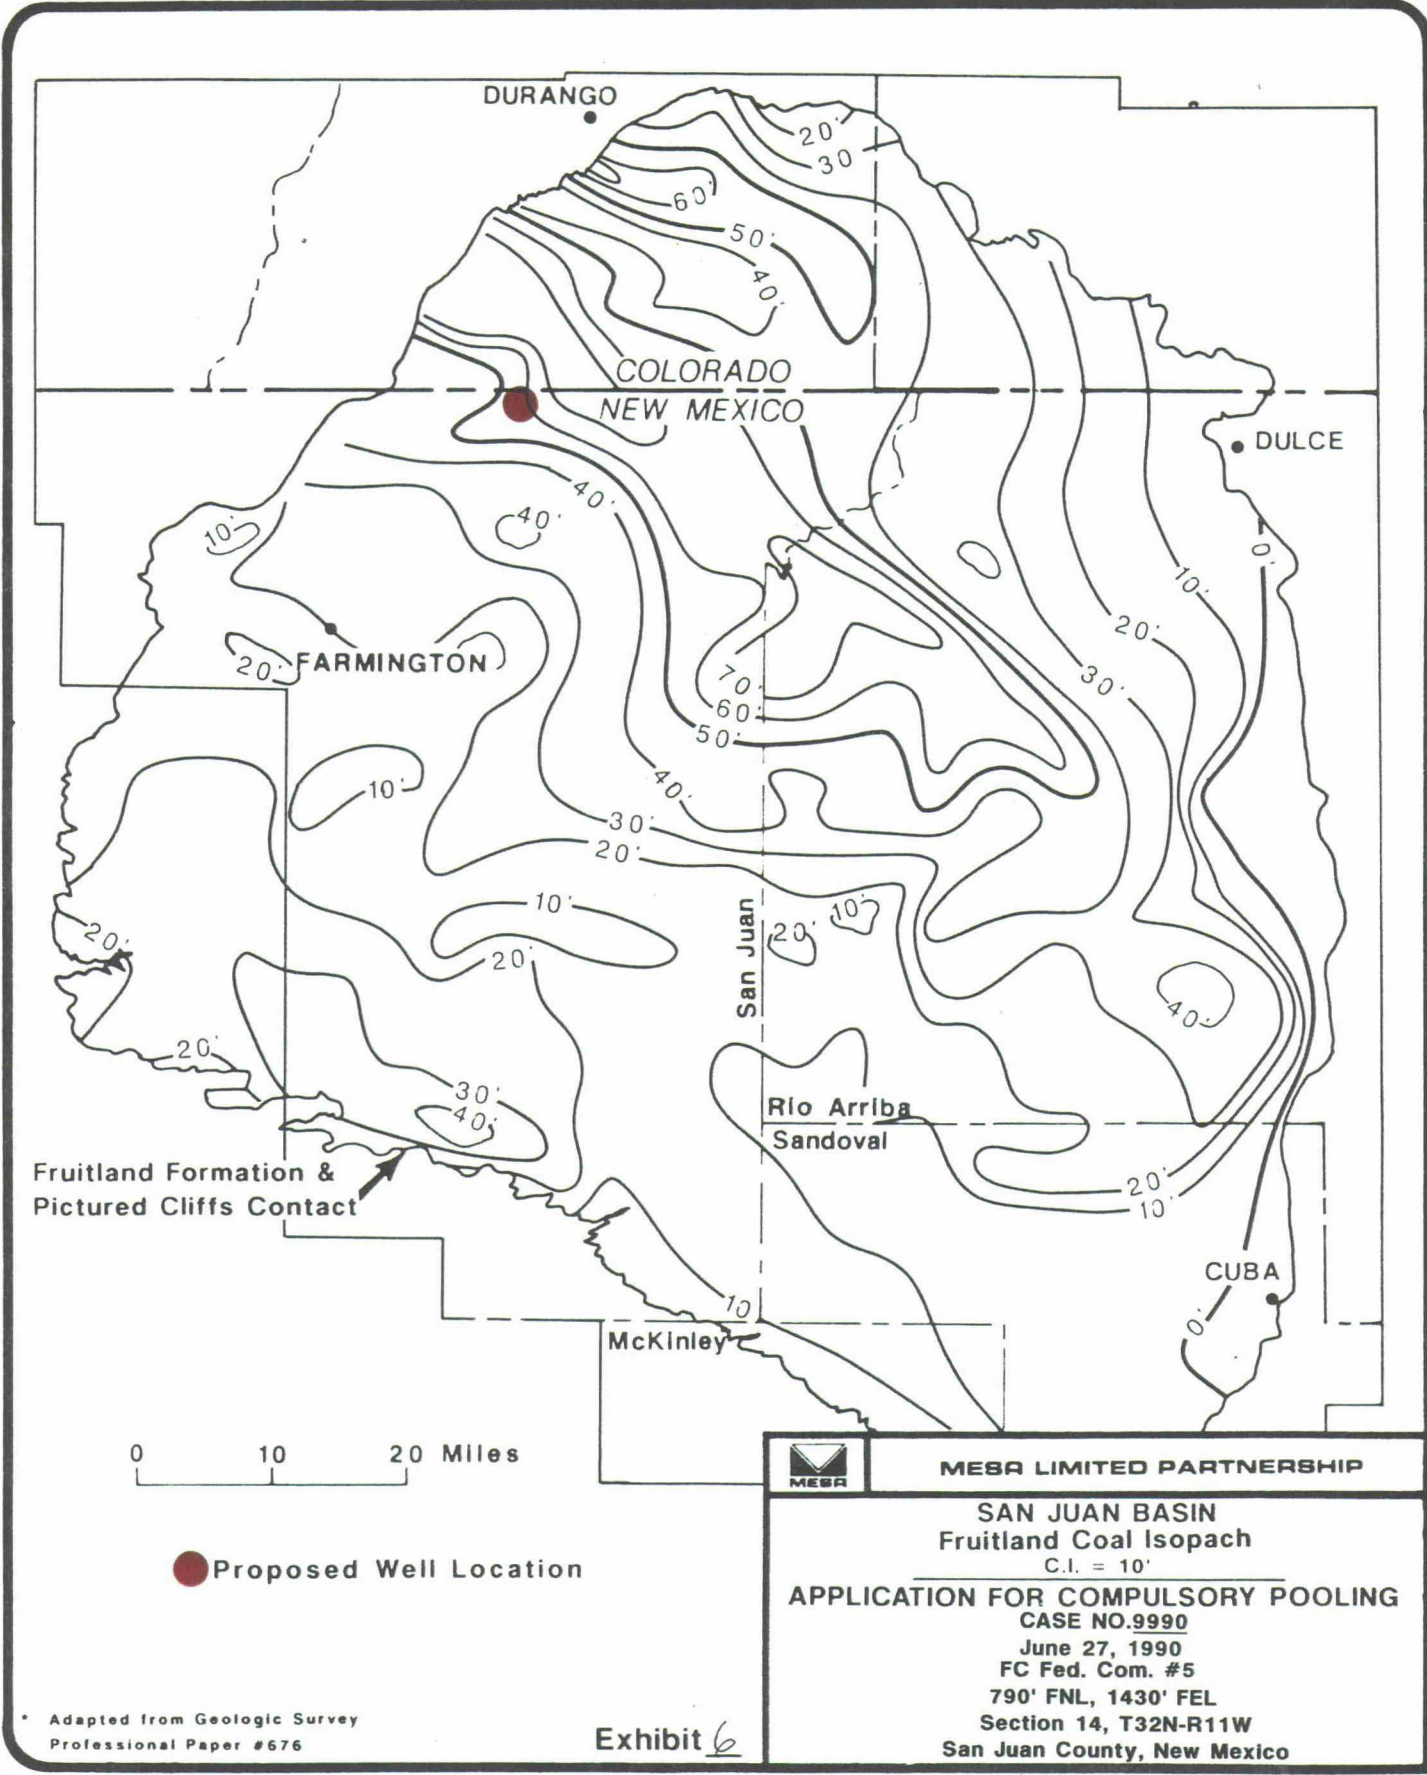 DURANGO
20'
30
60'
50'
40'
COLORADO
NEW MEXICO
DULCE
40'
40'
10'
0'
10'
20'
FARMINGTON
20'
30'
70'
60'
50'
10'
40'
30'
20'
10'
10'
20'
20'
20'
San Juan
40'
20'
30'
40'
Rio Arriba
Sandoval
Fruitland Formation &
Pictured Cliffs Contact
20'
10'
CUBA
10
0'
McKinley
0 10 20 Miles
MESA
MESA LIMITED PARTNERSHIP
SAN JUAN BASIN
Fruitland Coal Isopach
C.I. = 10'
APPLICATION FOR COMPULSORY POOLING
CASE NO.9990
June 27, 1990
FC Fed. Com. #5
790' FNL, 1430' FEL
Section 14, T32N-R11W
San Juan County, New Mexico
Proposed Well Location
* Adapted from Geologic Survey
Professional Paper #676
Exhibit 6